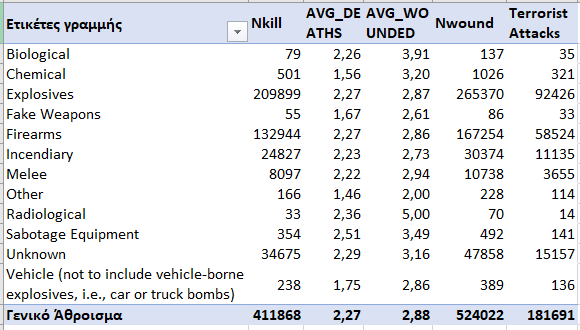 Ετικέτες γραμμής Nkill AVG_DE AVG_WO Nwound Terrorist
ATHS UNDED Attacks
Biological 79 2,26 3,91 137 35
Chemical 501 1,56 3,20 1026 321
Explosives 209899 2,27 2,87 265370 92426
Fake Weapons 55 1,67 2,61 86 33
Firearms 132944 2,27 2,86 167254 58524
Incendiary 24827 2,23 2,73 30374 11135
Melee 8097 2,22 2,94 10738 3655
Other 166 1,46 2,00 228 114
Radiological 33 2,36 5,00 70 14
Sabotage Equipment 354 2,51 3,49 492 141
Unknown 34675 2,29 3,16 47858 15157
Vehicle (not to include vehicle-borne
explosives, i.e., car or truck bombs) 238 1,75 2,86 389 136
Γενικό Άθροισμα 411868 2,27 2,88 524022 181691